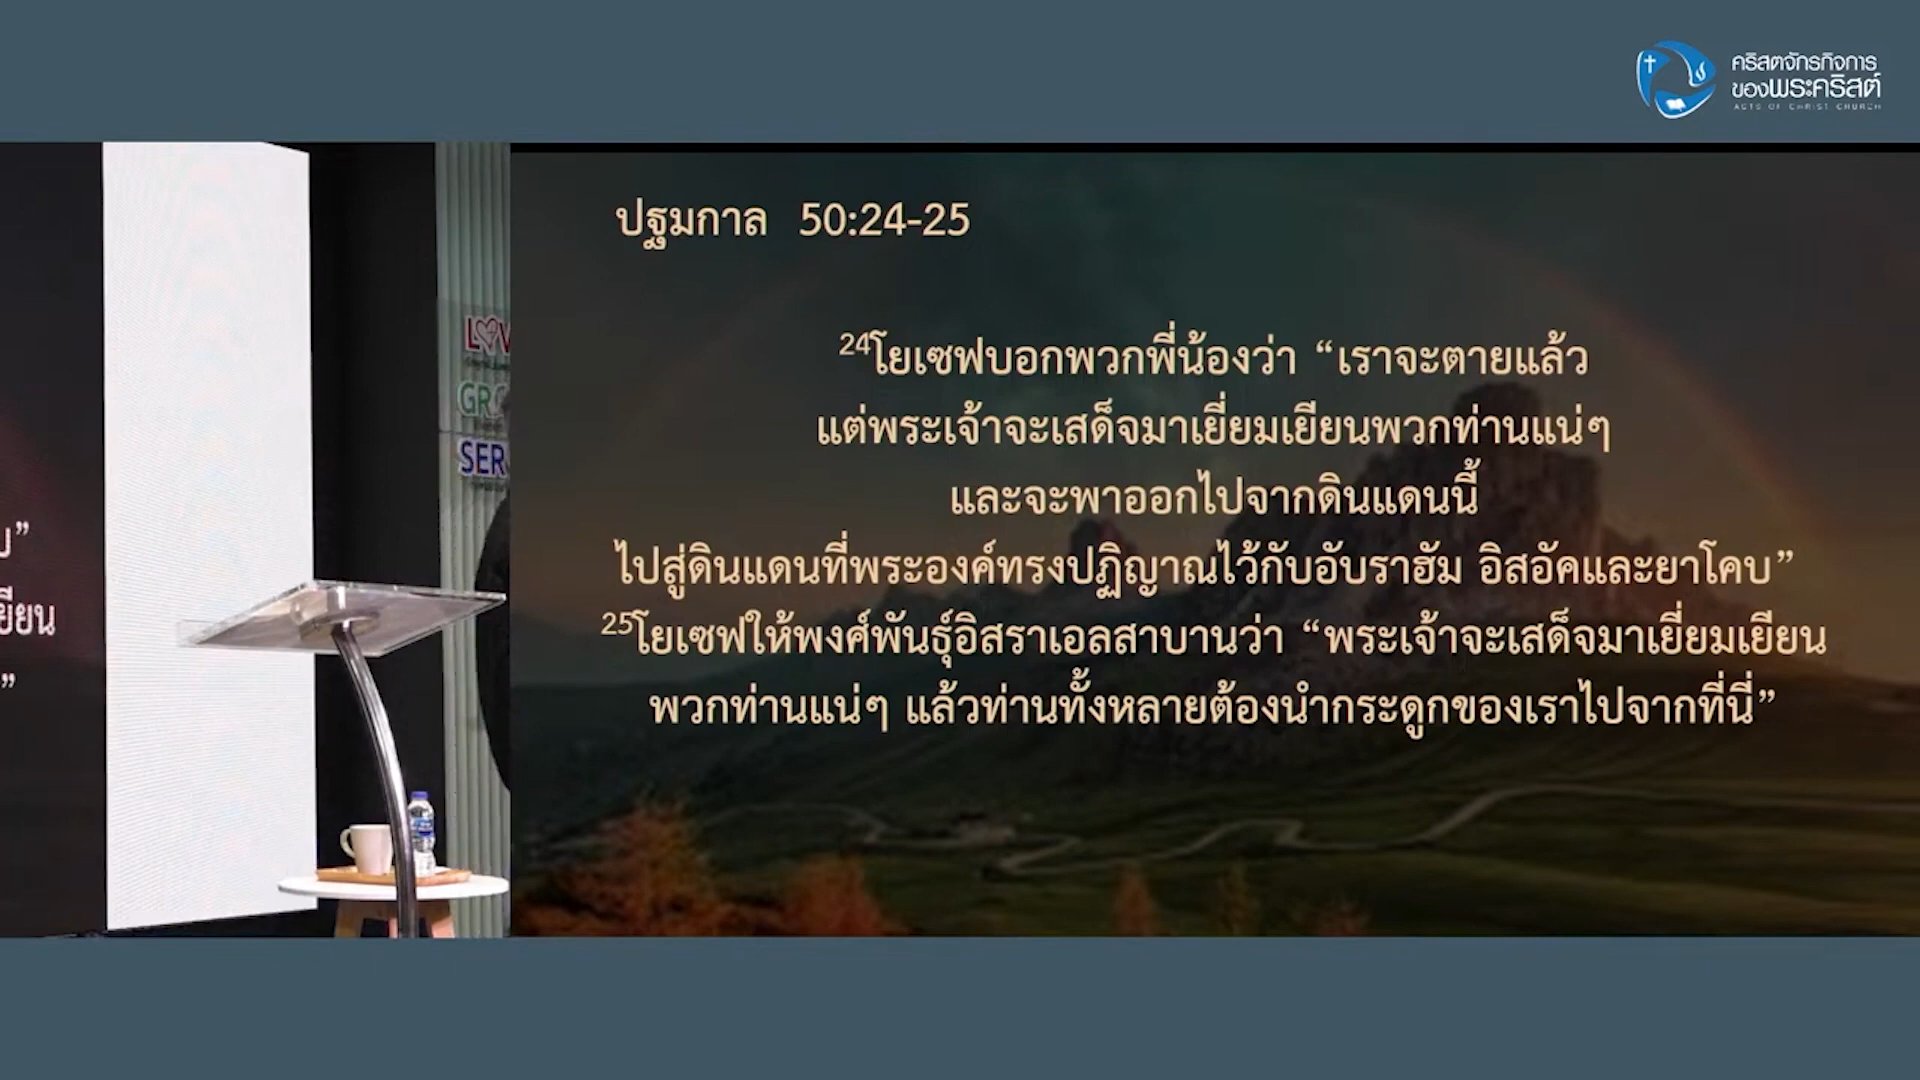 คริสตจักรกิจการ
ของพระคริสต์
ACTS OF CHRIST CHURCH
ปฐมกาล 50:24-25
24โยเซฟบอกพวกพี่น้องว่า “เราจะตายแล้ว
แต่พระเจ้าจะเสด็จมาเยี่ยมเยียนพวกท่านแน่ๆ
และจะพาออกไปจากดินแดนนี้
ไปสู่ดินแดนที่พระองค์ทรงปฏิญาณไว้กับอับราฮัม อิสอัคและยาโคบ”
25โยเซฟให้พงศ์พันธุ์อิสราเอลสาบานว่า “พระเจ้าจะเสด็จมาเยี่ยมเยียน
พวกท่านแน่ๆ แล้วท่านทั้งหลายต้องนำกระดูกของเราไปจากที่นี่”